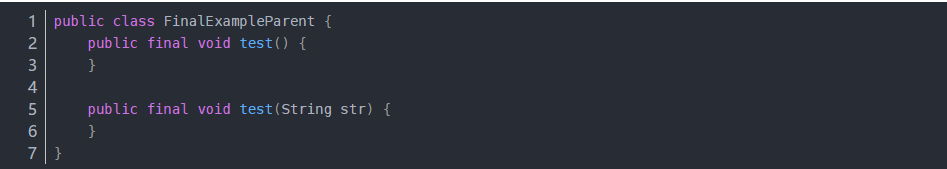 1 public class FinalExampleParent {
2     public final void test() {
3     }
4
5     public final void test(String str) {
6     }
7 }